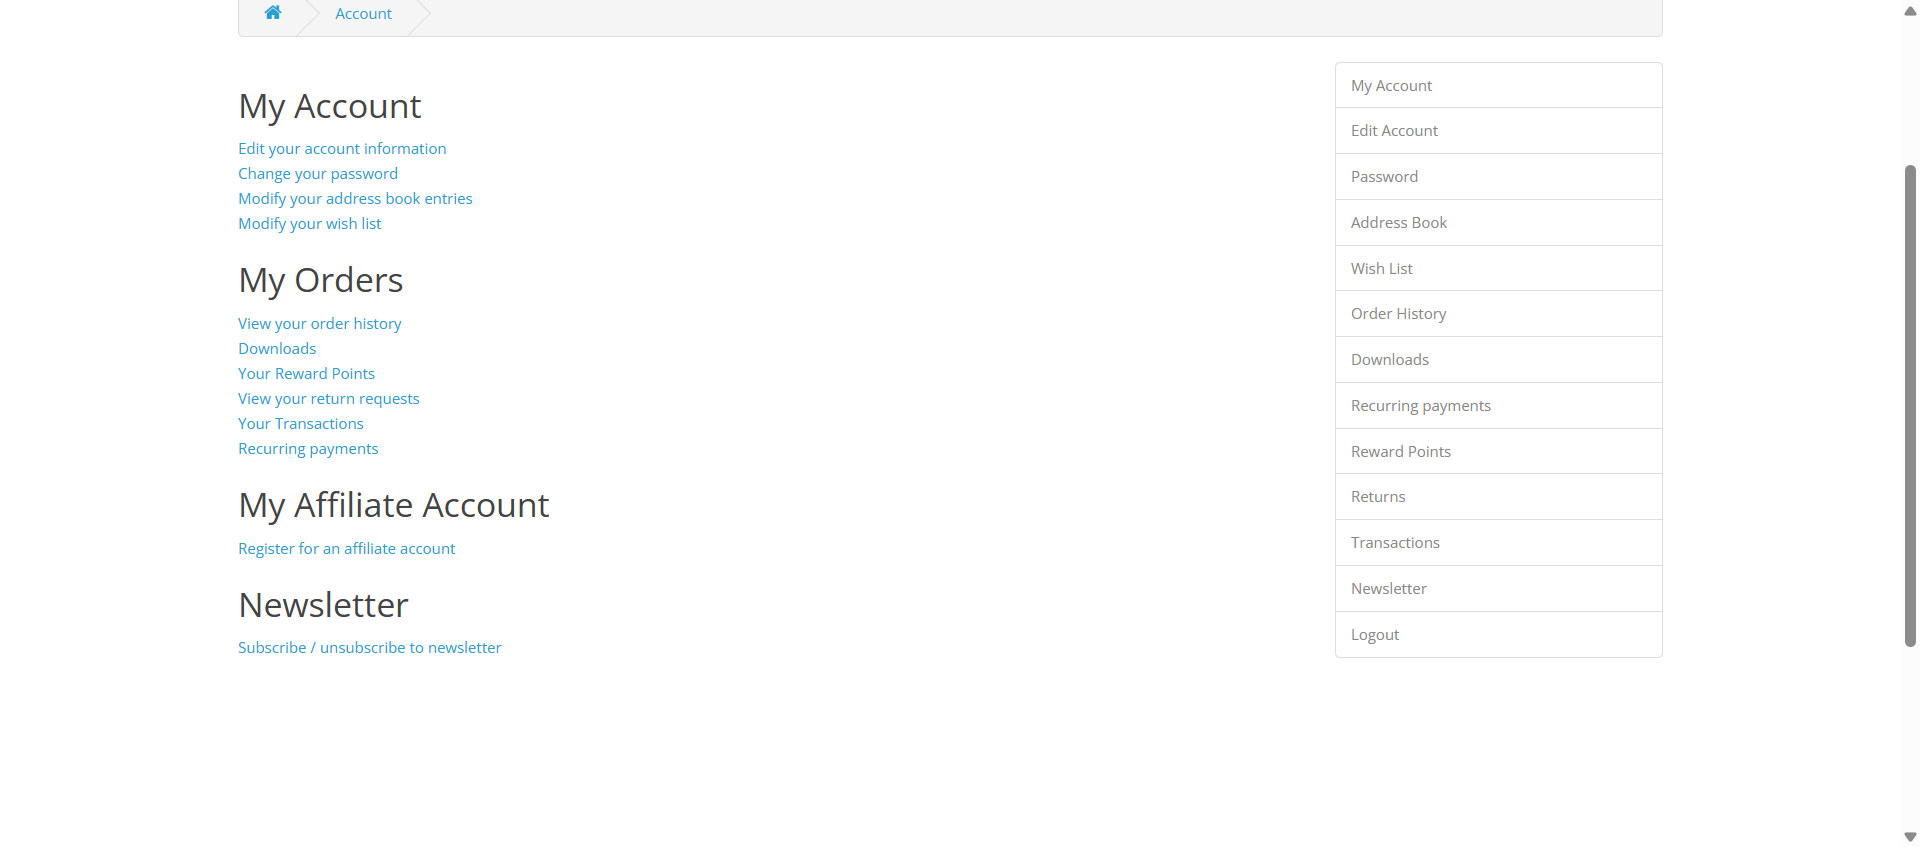 Account
My Account
Edit your account information
Change your password
Modify your address book entries
Modify your wish list
My Orders
View your order history
Downloads
Your Reward Points
View your return requests
Your Transactions
Recurring payments
My Affiliate Account
Register for an affiliate account
Newsletter
Subscribe / unsubscribe to newsletter
My Account
Edit Account
Password
Address Book
Wish List
Order History
Downloads
Recurring payments
Reward Points
Returns
Transactions
Newsletter
Logout